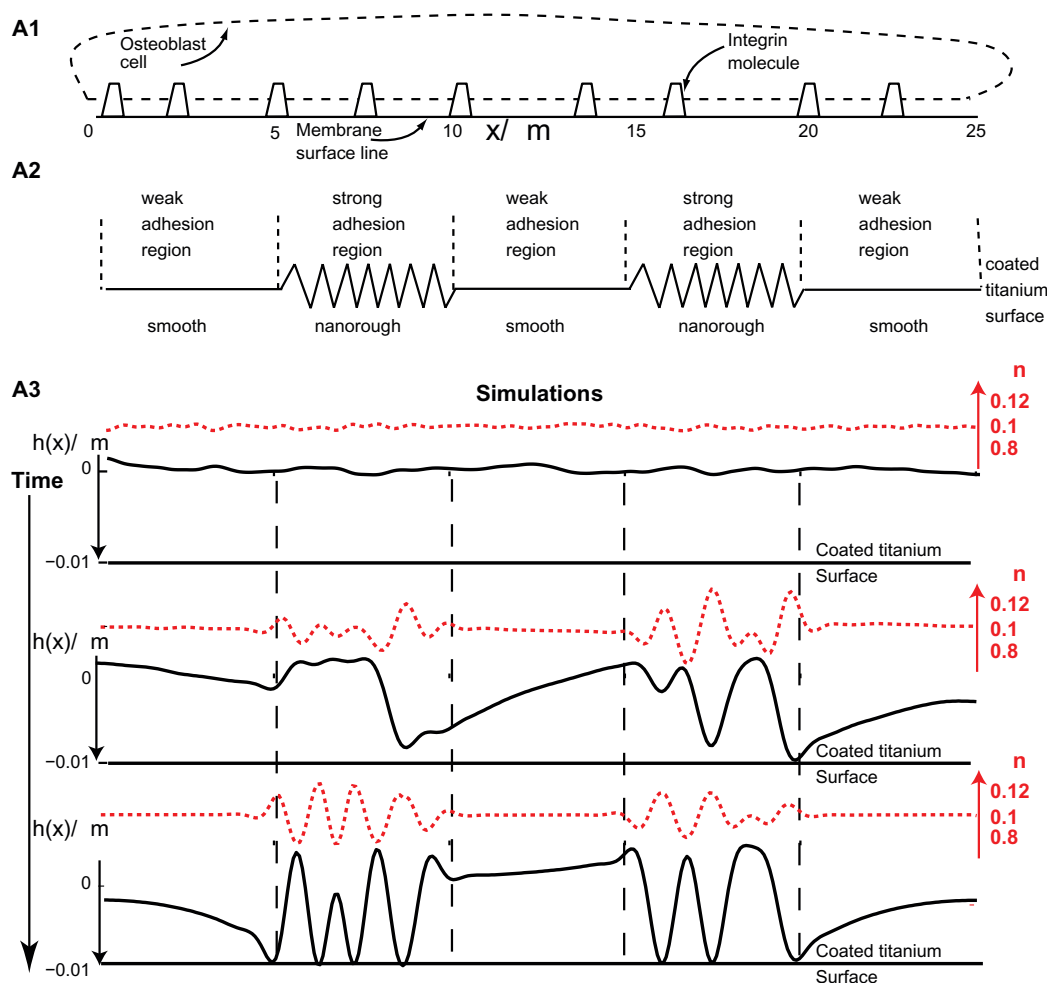 A1
Osteoblast
cell
Integrin
molecule
0
5
Membrane
surface line
10
x/ m
15
20
25
A2
weak
adhesion
region
strong
adhesion
region
weak
adhesion
region
strong
adhesion
region
weak
adhesion
region
coated
titanium
surface
smooth
nanorough
smooth
nanorough
smooth
A3
Simulations
n
0.12
0.1
0.8
h(x)/ m
0
Time
−0.01
Coated titanium
Surface
n
0.12
0.1
0.8
h(x)/ m
0
−0.01
Coated titanium
Surface
n
0.12
0.1
0.8
h(x)/ m
0
−0.01
Coated titanium
Surface